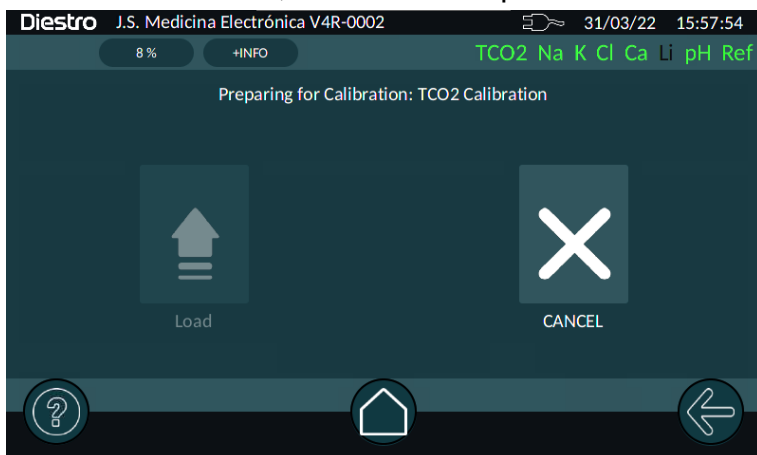 Diestro J.S. Medicina Electrónica V4R-0002 31/03/22 15:57:54
8 % +INFO TCO2 Na K Cl Ca Li pH Ref
Preparing for Calibration: TCO2 Calibration
Load CANCEL
?